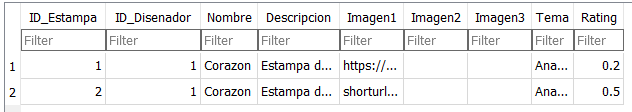 ID_Estampa ID_Disenador Nombre Descripcion Imagen1 Imagen2 Imagen3 Tema Rating
Filter Filter Filter Filter Filter Filter Filter Filter Filter
1 1 1 Corazon Estampa d... https://... Ana... 0.2
2 2 1 Corazon Estampa d... shorturl... Ana... 0.5